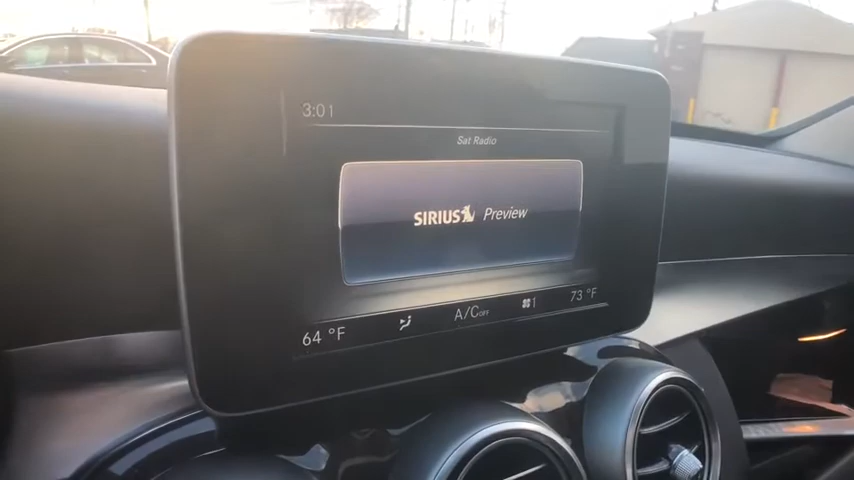 3:01
Sat Radio
SIRIUS Preview
64 °F A/C OFF 1 73 °F